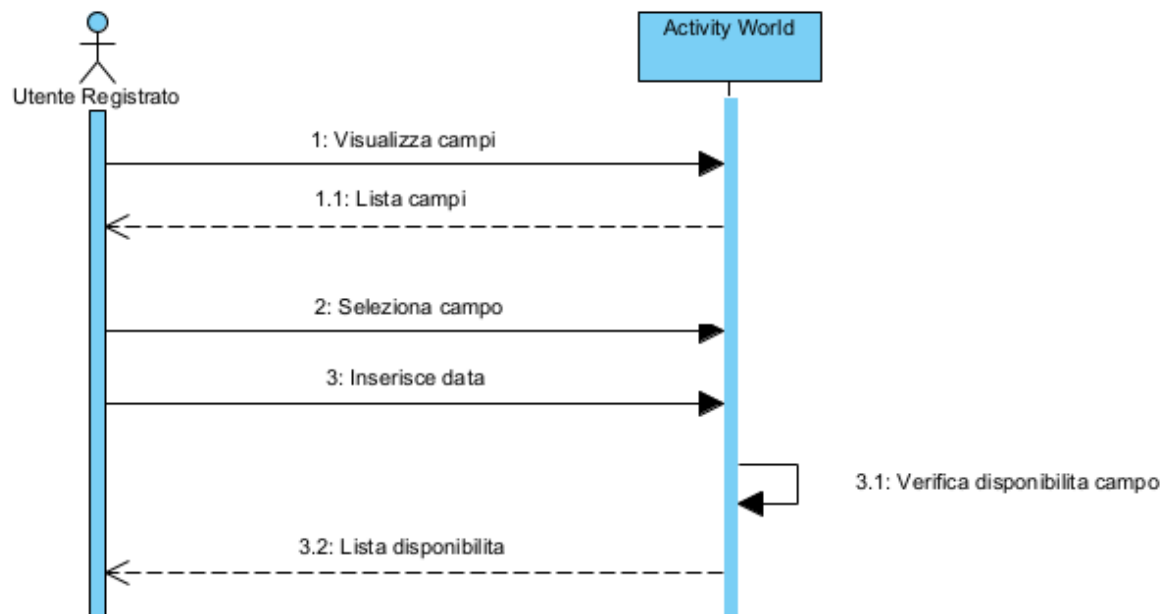 Activity World
Utente Registrato
1: Visualizza campi
1.1: Lista campi
2: Seleziona campo
3: Inserisce data
3.1: Verifica disponibilita campo
3.2: Lista disponibilita